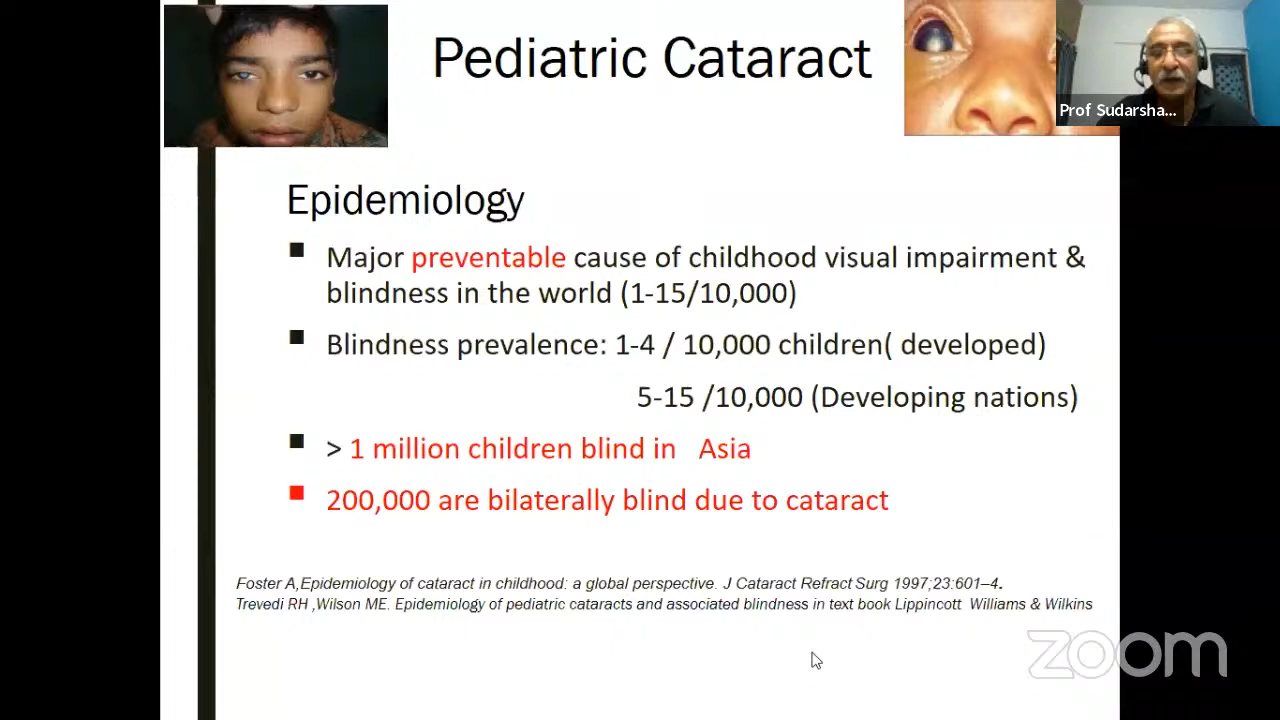 Pediatric Cataract
Prof Sudarsha...
Epidemiology
Major preventable cause of childhood visual impairment &
blindness in the world (1-15/10,000)
Blindness prevalence: 1-4 / 10,000 children( developed)
5-15 /10,000 (Developing nations)
> 1 million children blind in Asia
200,000 are bilaterally blind due to cataract
Foster A,Epidemiology of cataract in childhood: a global perspective. J Cataract Refract Surg 1997;23:601–4.
Trevedi RH ,Wilson ME. Epidemiology of pediatric cataracts and associated blindness in text book Lippincott Williams & Wilkins
zoom